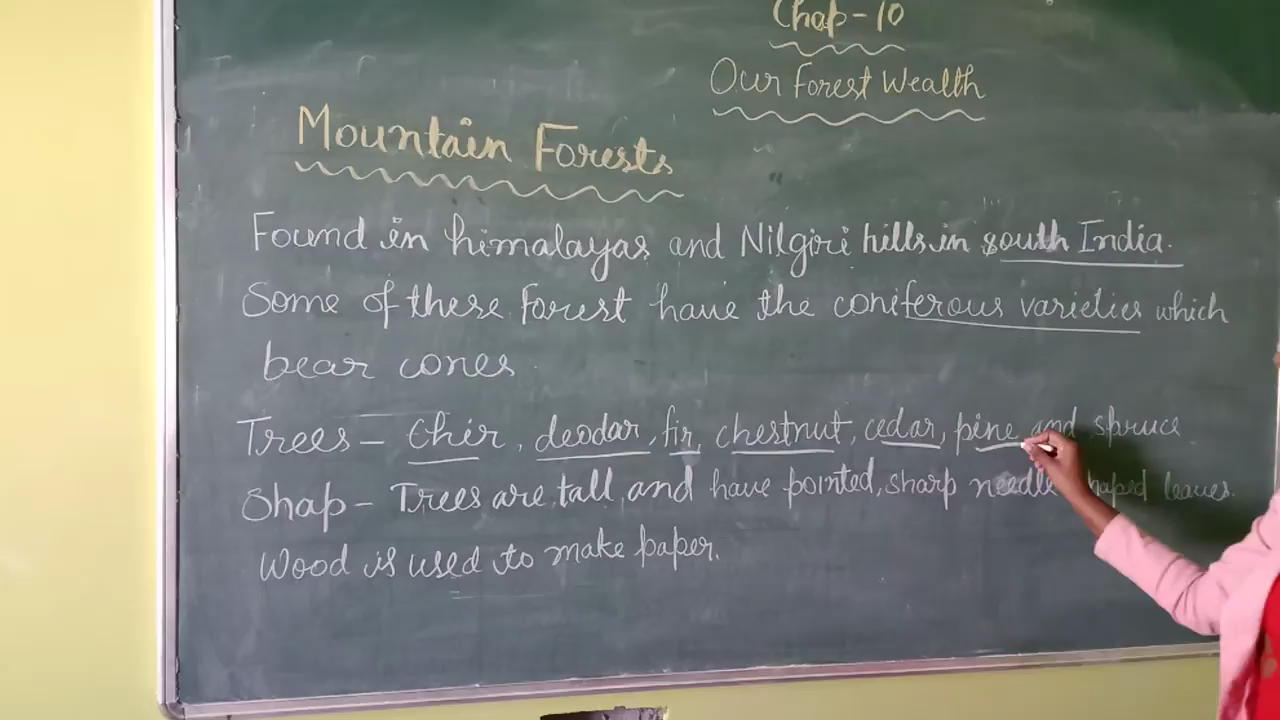 Chap-10
Our Forest Wealth
Mountain Forests
Found in himalayas and Nilgiri hills in south India.
Some of these Forest have the coniferous varieties which
bear cones.
Trees - Chir, deodar, fir, chestnut, cedar, pine and spruce
Shap - Trees are tall and have pointed, sharp needle haped leaves.
Wood is used to make paper.